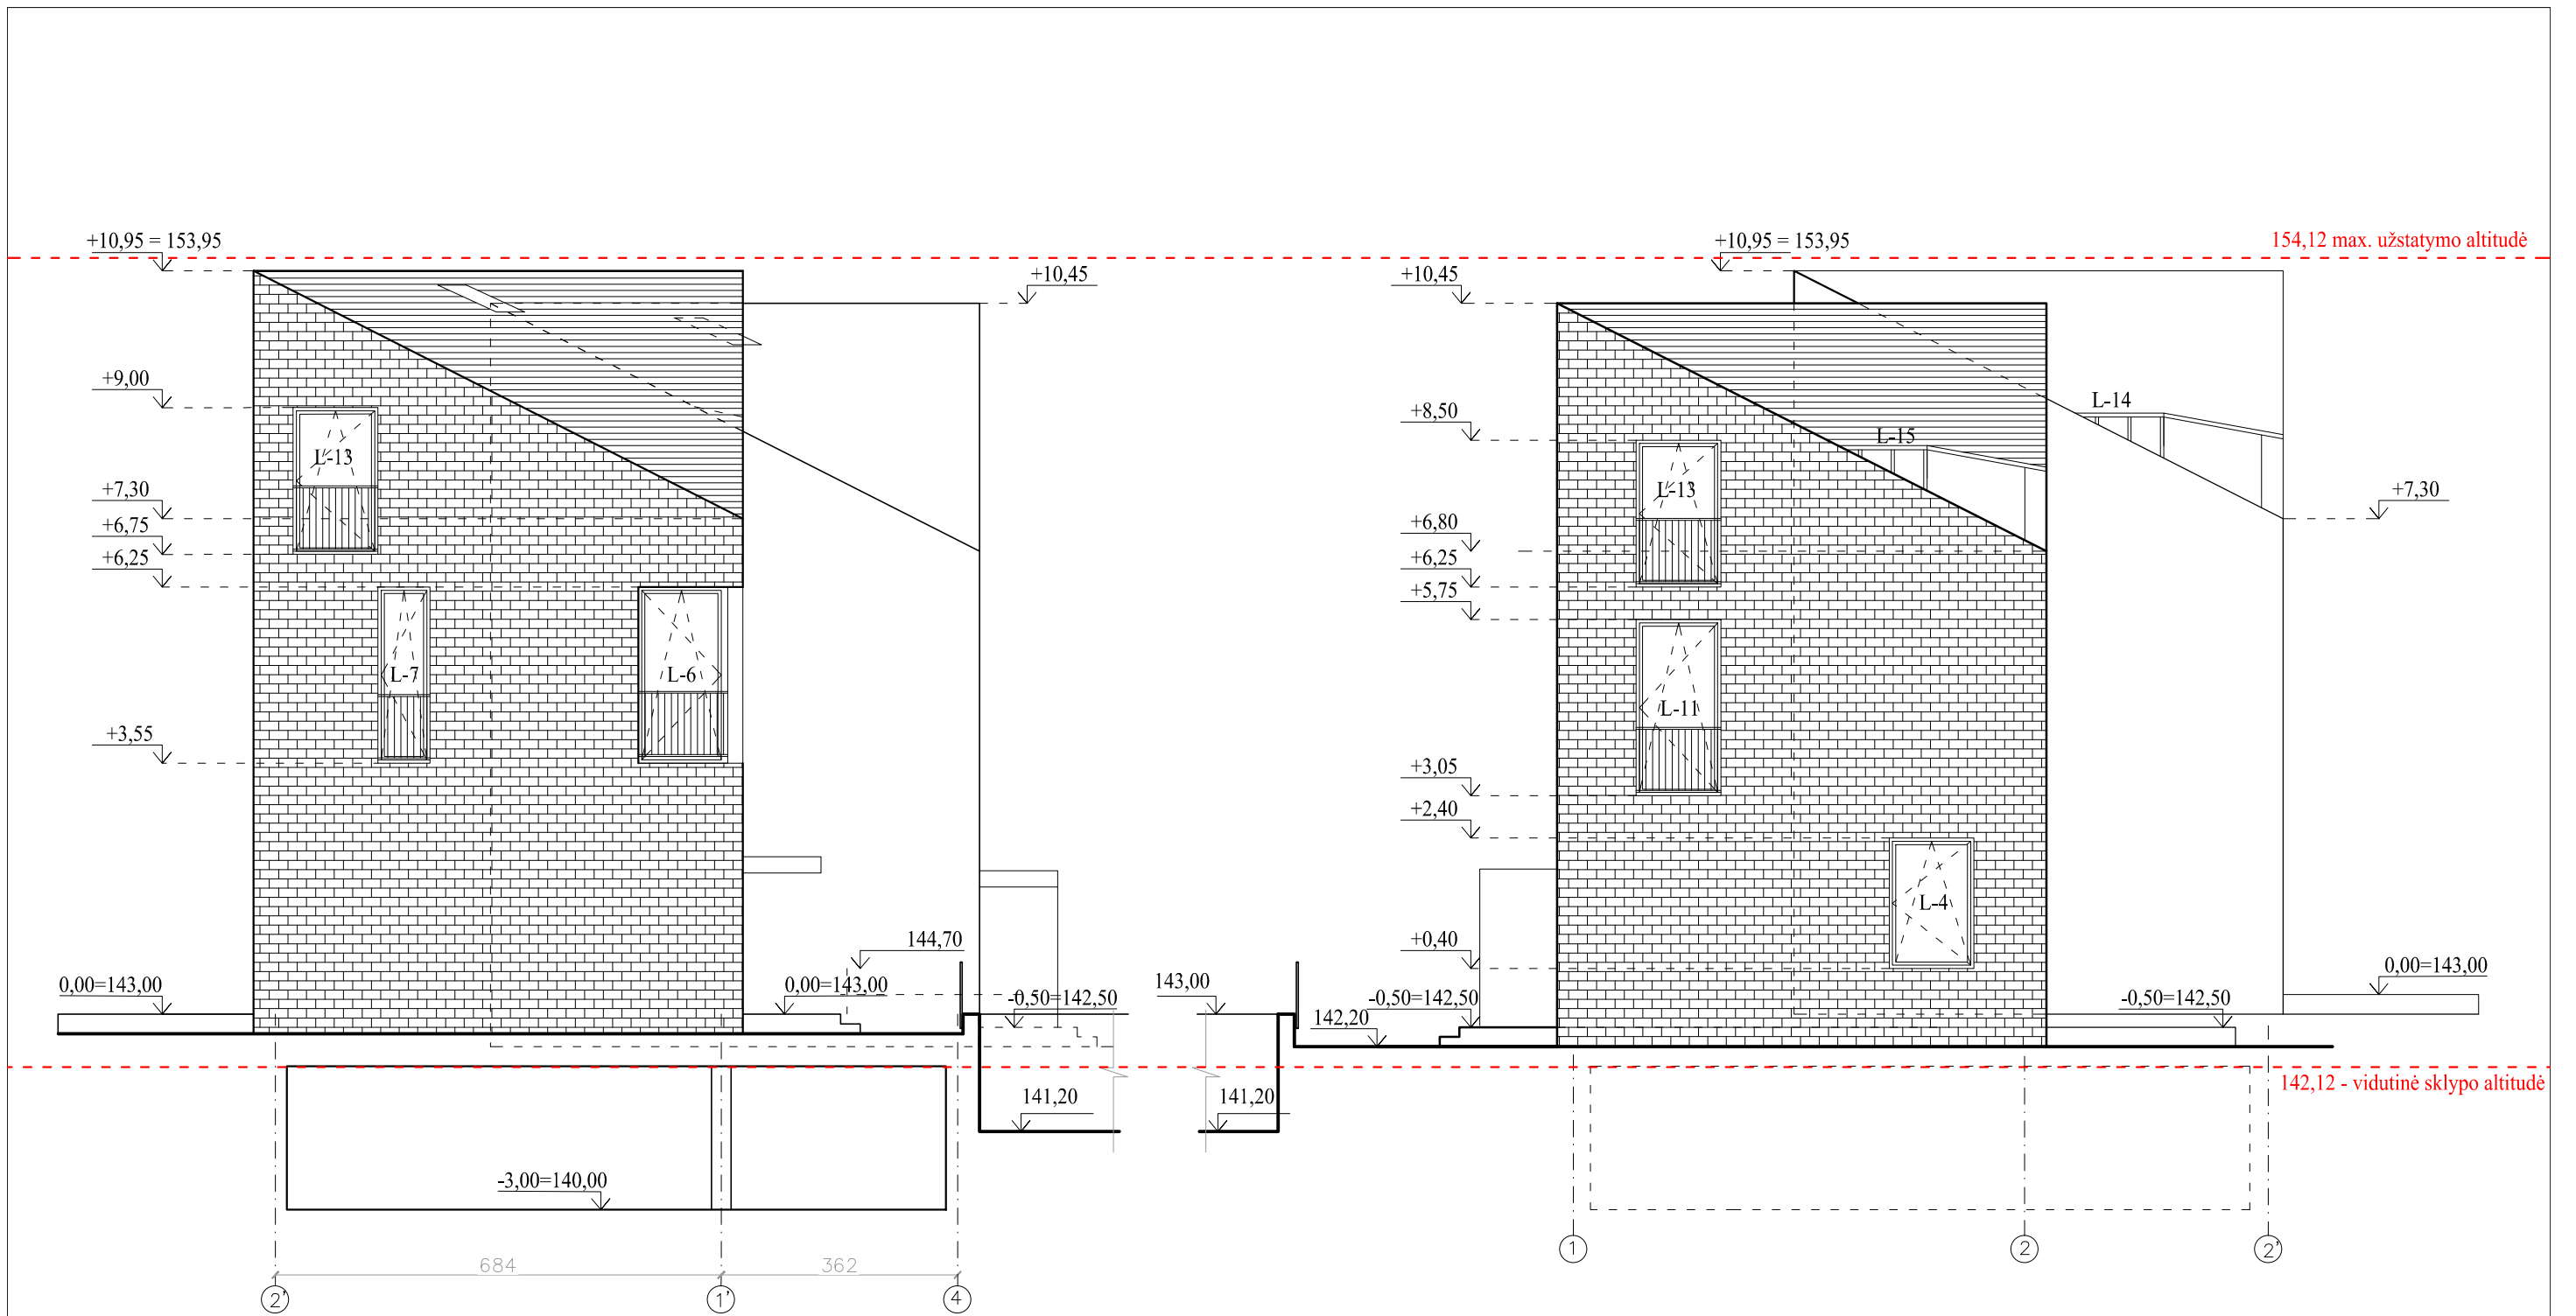 +10,95 = 153,95
+10,95 = 153,95
154,12 max. užstatymo altitudė
+10,45
+10,45
+9,00
L-14
+8,50
L-15
L-13
L-13
+7,30
+7,30
+6,75
+6,80
+6,25
+6,25
+5,75
L-7
L-6
L-11
+3,55
+3,05
+2,40
L-4
144,70
+0,40
0,00=143,00
0,00=143,00
-0,50=142,50
143,00
-0,50=142,50
142,20
-0,50=142,50
0,00=143,00
142,12 - vidutinė sklypo altitudė
141,20
141,20
-3,00=140,00
684
362
2'
1'
4
1
2
2'